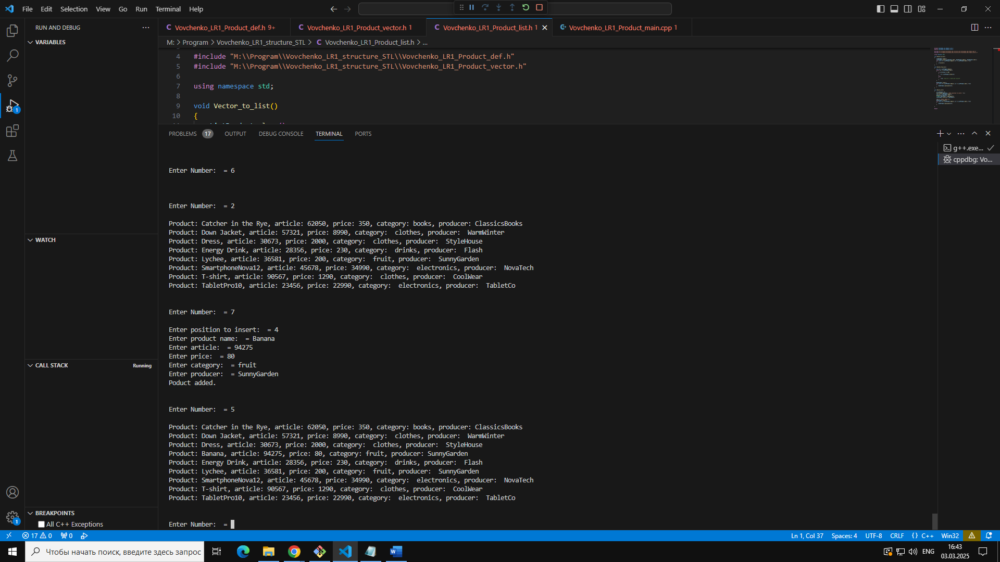 File Edit Selection View Go Run Terminal Help
RUN AND DEBUG
Vovchenko_LR1_Product_def.h 9+
Vovchenko_LR1_Product_vector.h 1
Vovchenko_LR1_Product_list.h 1
Vovchenko_LR1_Product_main.cpp 1
VARIABLES
M: > Program > Vovchenko_LR1_structure_STL > C Vovchenko_LR1_Product_list.h > ...
4 #include "M:\\Program\\Vovchenko_LR1_structure_STL\\Vovchenko_LR1_Product_def.h"
5 #include "M:\\Program\\Vovchenko_LR1_structure_STL\\Vovchenko_LR1_Product_vector.h"
6
7 using namespace std;
8
9 void Vector_to_list()
10 {
PROBLEMS 17 OUTPUT DEBUG CONSOLE TERMINAL PORTS
g++.exe...
cppdbg: Vo...
Enter Number:  = 6
Enter Number:  = 2
Product: Catcher in the Rye, article: 62050, price: 350, category: books, producer: ClassicsBooks
Product: Down Jacket, article: 57321, price: 8990, category:  clothes, producer:  WarmWinter
Product: Dress, article: 30673, price: 2000, category:  clothes, producer:  StyleHouse
Product: Energy Drink, article: 28356, price: 230, category:  drinks, producer:  Flash
Product: Lychee, article: 36581, price: 200, category:  fruit, producer:  SunnyGarden
Product: SmartphoneNova12, article: 45678, price: 34990, category:  electronics, producer:  NovaTech
Product: T-shirt, article: 90567, price: 1290, category:  clothes, producer:  CoolWear
Product: TabletPro10, article: 23456, price: 22990, category:  electronics, producer:  TabletCo
Enter Number:  = 7
Enter position to insert:  = 4
Enter product name:  = Banana
Enter article:  = 94275
Enter price:  = 80
Enter category:  = fruit
Enter producer:  = SunnyGarden
Poduct added.
Enter Number:  = 5
Product: Catcher in the Rye, article: 62050, price: 350, category: books, producer: ClassicsBooks
Product: Down Jacket, article: 57321, price: 8990, category:  clothes, producer:  WarmWinter
Product: Dress, article: 30673, price: 2000, category:  clothes, producer:  StyleHouse
Product: Banana, article: 94275, price: 80, category: fruit, producer: SunnyGarden
Product: Energy Drink, article: 28356, price: 230, category:  drinks, producer:  Flash
Product: Lychee, article: 36581, price: 200, category:  fruit, producer:  SunnyGarden
Product: SmartphoneNova12, article: 45678, price: 34990, category:  electronics, producer:  NovaTech
Product: T-shirt, article: 90567, price: 1290, category:  clothes, producer:  CoolWear
Product: TabletPro10, article: 23456, price: 22990, category:  electronics, producer:  TabletCo
Enter Number:  =
WATCH
CALL STACK Running
BREAKPOINTS
All C++ Exceptions
17 0 0 Ln 1, Col 37 Spaces: 4 UTF-8 CRLF {} C++ Win32
Чтобы начать поиск, введите здесь запрос
ENG
16:43
03.03.2025